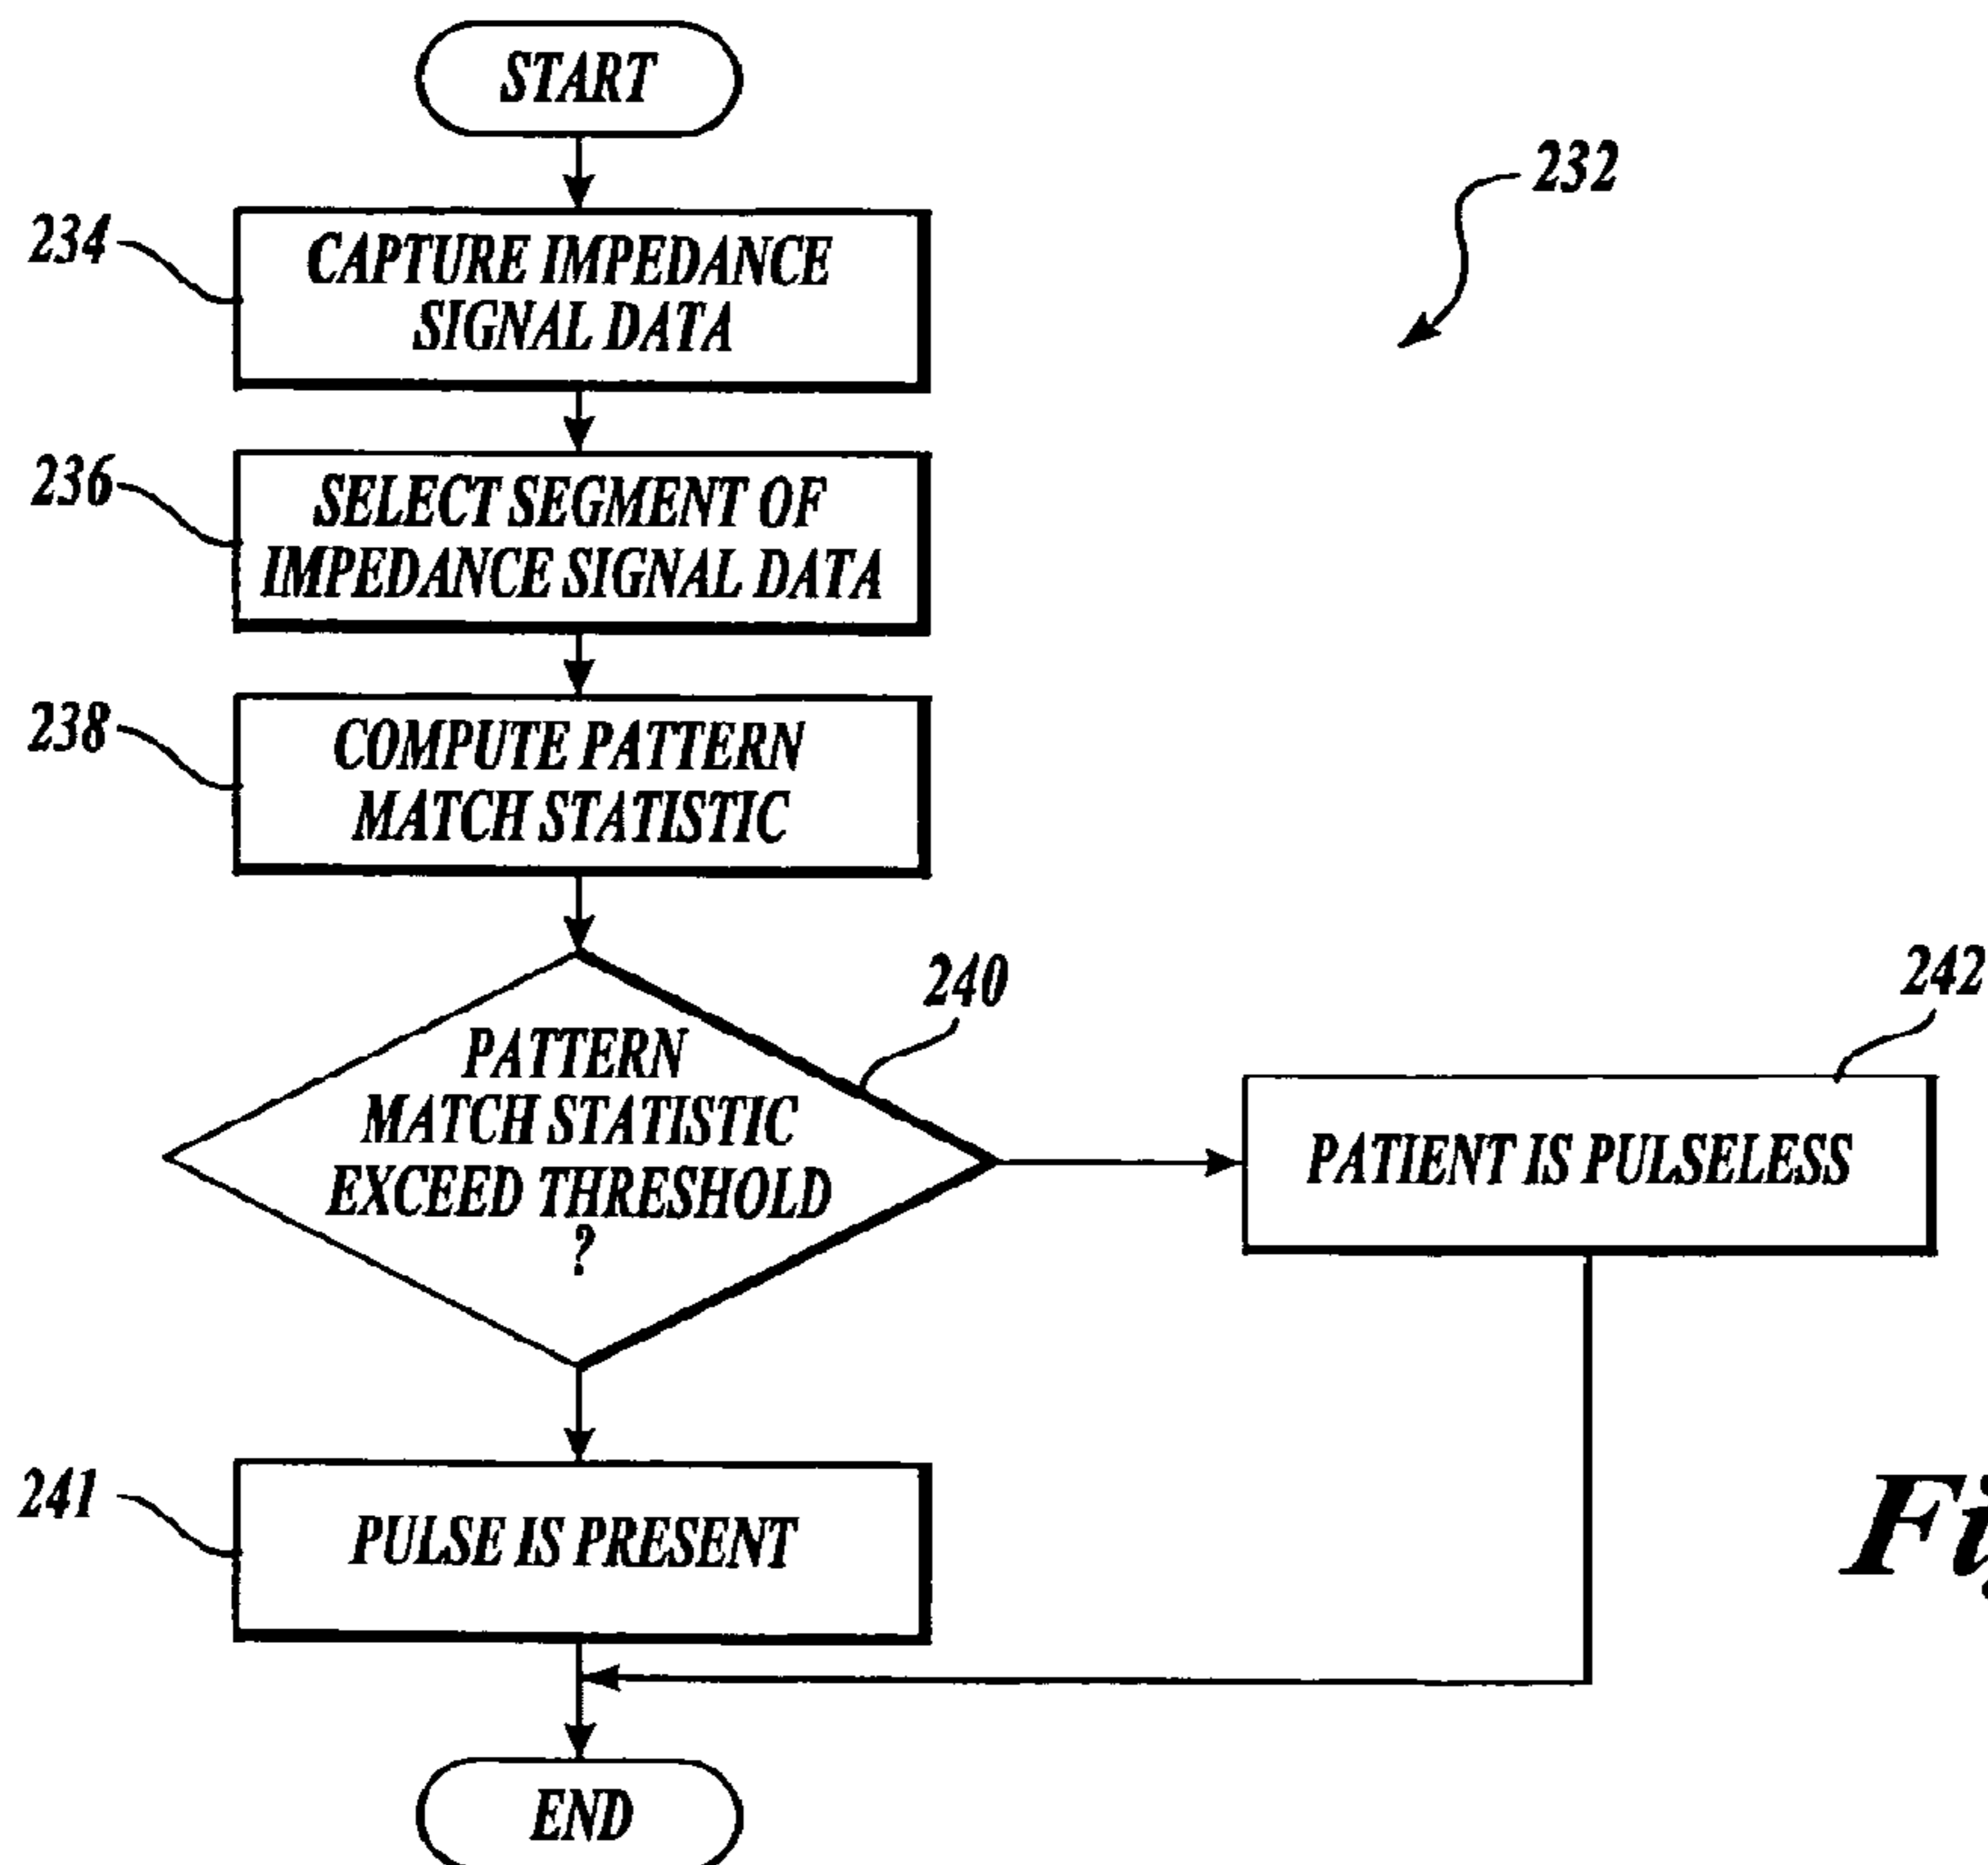 START
232
234
CAPTURE IMPEDANCE
SIGNAL DATA
236
SELECT SEGMENT OF
IMPEDANCE SIGNAL DATA
238
COMPUTE PATTERN
MATCH STATISTIC
240
242
PATTERN
MATCH STATISTIC
EXCEED THRESHOLD
?
PATIENT IS PULSELESS
241
PULSE IS PRESENT
END